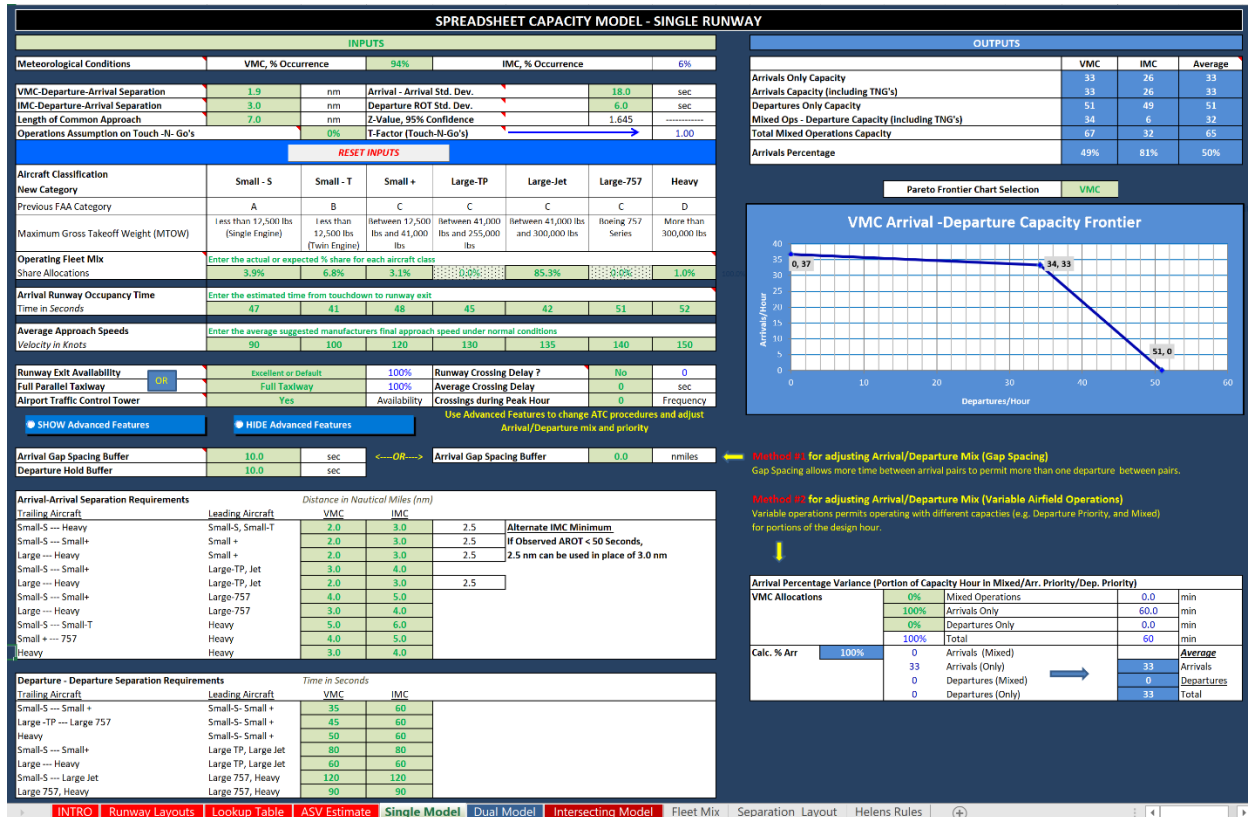 SPREADSHEET CAPACITY MODEL - SINGLE RUNWAY
INPUTS
Meteorological Conditions VMC, % Occurrence 94% IMC, % Occurrence 6%
VMC-Departure-Arrival Separation 1.9 nm Arrival - Arrival Std. Dev. 18.0 sec
IMC-Departure-Arrival Separation 3.0 nm Departure ROT Std. Dev. 6.0 sec
Length of Common Approach 7.0 nm Z-Value, 95% Confidence 1.645 ------------
Operations Assumption on Touch -N- Go's 0% T-Factor (Touch-N-Go's) 1.00
RESET INPUTS
Aircraft Classification
New Category Small - S Small - T Small + Large-TP Large-Jet Large-757 Heavy
Previous FAA Category A B C C C C D
Maximum Gross Takeoff Weight (MTOW) Less than 12,500 lbs (Single Engine) Less than 12,500 lbs (Twin Engine) Between 12,500 lbs and 41,000 lbs Between 41,000 lbs and 255,000 lbs Between 41,000 lbs and 300,000 lbs Boeing 757 Series More than 300,000 lbs
Operating Fleet Mix Enter the actual or expected % share for each aircraft class
Share Allocations 3.9% 6.8% 3.1% 0.0% 85.3% 0.0% 1.0%
Arrival Runway Occupancy Time Enter the estimated time from touchdown to runway exit
Time in Seconds 47 41 48 45 42 51 52
Average Approach Speeds Enter the average suggested manufacturers final approach speed under normal conditions
Velocity in Knots 90 100 120 130 135 140 150
Runway Exit Availability Excellent or Default 100% Runway Crossing Delay ? No 0
OR
Full Parallel Taxiway Full Taxiway 100% Average Crossing Delay 0 sec
Airport Traffic Control Tower Yes Availability Crossings during Peak Hour 0 Frequency
SHOW Advanced Features HIDE Advanced Features
Use Advanced Features to change ATC procedures and adjust
Arrival/Departure mix and priority
Arrival Gap Spacing Buffer 10.0 sec <----OR----> Arrival Gap Spacing Buffer 0.0 nmiles
Departure Hold Buffer 10.0 sec
Arrival-Arrival Separation Requirements Distance in Nautical Miles (nm)
Trailing Aircraft Leading Aircraft VMC IMC
Small-S --- Heavy Small-S, Small-T 2.0 3.0 2.5 Alternate IMC Minimum
Small-S --- Small+ Small + 2.0 3.0 2.5 If Observed AROT < 50 Seconds,
Large --- Heavy Small + 2.0 3.0 2.5 2.5 nm can be used in place of 3.0 nm
Small-S --- Small+ Large-TP, Jet 3.0 4.0
Large --- Heavy Large-TP, Jet 2.0 3.0 2.5
Small-S --- Small+ Large-757 4.0 5.0
Large --- Heavy Large-757 3.0 4.0
Small-S --- Small-T Heavy 5.0 6.0
Small + --- 757 Heavy 4.0 5.0
Heavy Heavy 3.0 4.0
Departure - Departure Separation Requirements Time in Seconds
Trailing Aircraft Leading Aircraft VMC IMC
Small-S --- Small + Small-S- Small + 35 60
Large -TP --- Large 757 Small-S- Small + 45 60
Heavy Small-S- Small + 50 60
Small-S --- Small+ Large TP, Large Jet 80 80
Large --- Heavy Large TP, Large Jet 60 60
Small-S --- Large Jet Large 757, Heavy 120 120
Large 757, Heavy Large 757, Heavy 90 90
OUTPUTS
VMC IMC Average
Arrivals Only Capacity 33 26 33
Arrivals Capacity (including TNG's) 33 26 33
Departures Only Capacity 51 49 51
Mixed Ops - Departure Capacity (including TNG's) 34 6 32
Total Mixed Operations Capacity 67 32 65
Arrivals Percentage 49% 81% 50%
Pareto Frontier Chart Selection VMC
VMC Arrival -Departure Capacity Frontier
Arrivals/Hour
40
35
30
25
20
15
10
5
0
0, 37
34, 33
51, 0
0 10 20 30 40 50 60
Departures/Hour
Method #1 for adjusting Arrival/Departure Mix (Gap Spacing)
Gap Spacing allows more time between arrival pairs to permit more than one departure between pairs.
Method #2 for adjusting Arrival/Departure Mix (Variable Airfield Operations)
Variable operations permits operating with different capacties (e.g. Departure Priority, and Mixed)
for portions of the design hour.
Arrival Percentage Variance (Portion of Capacity Hour in Mixed/Arr. Priority/Dep. Priority)
VMC Allocations 0% Mixed Operations 0.0 min
100% Arrivals Only 60.0 min
0% Departures Only 0.0 min
100% Total 60 min
Calc. % Arr 100% 0 Arrivals (Mixed) Average
33 Arrivals (Only) 33 Arrivals
0 Departures (Mixed) 0 Departures
0 Departures (Only) 33 Total
INTRO Runway Layouts Lookup Table ASV Estimate Single Model Dual Model Intersecting Model Fleet Mix Separation Layout Helens Rules